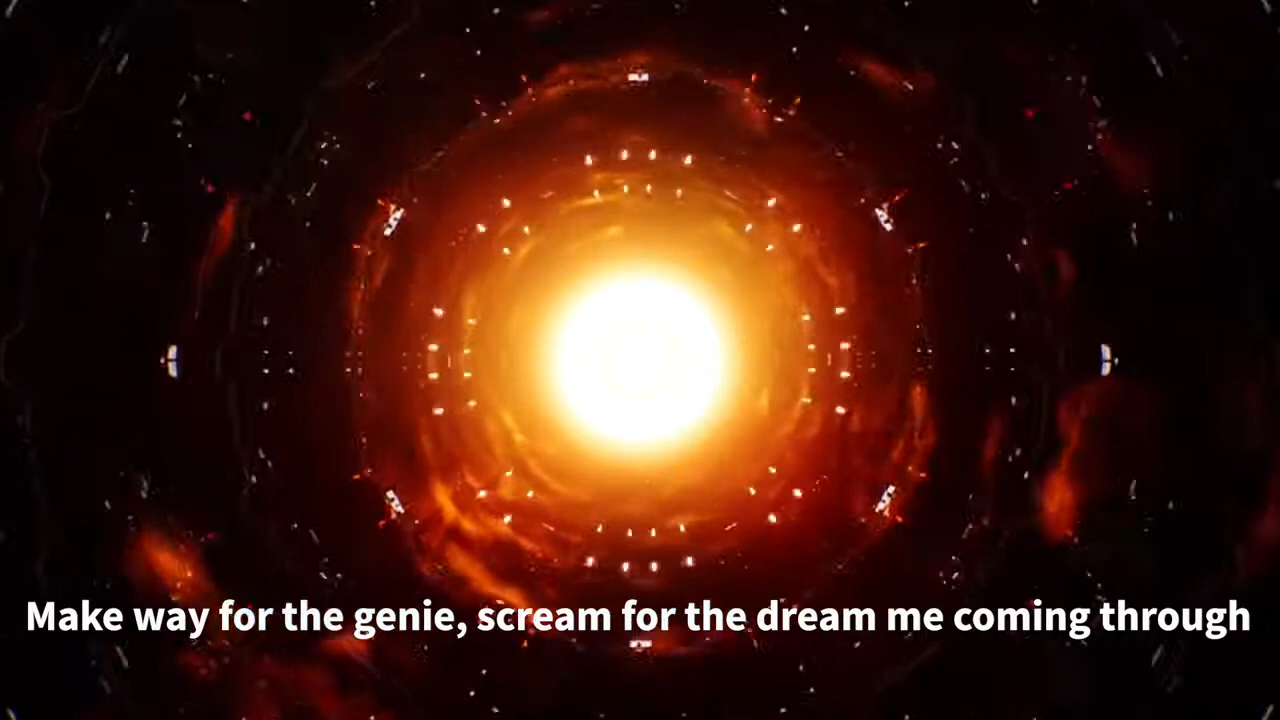 Make way for the genie, scream for the dream me coming through